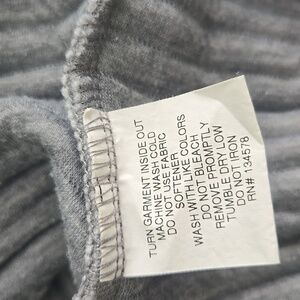 TURN GARMENT INSIDE OUT
MACHINE WASH COLD
DO NOT USE FABRIC
SOFTENER
WASH WITH LIKE COLORS
DO NOT BLEACH
REMOVE PROMPTLY
TUMBLE DRY LOW
DO NOT IRON
RN# 134578